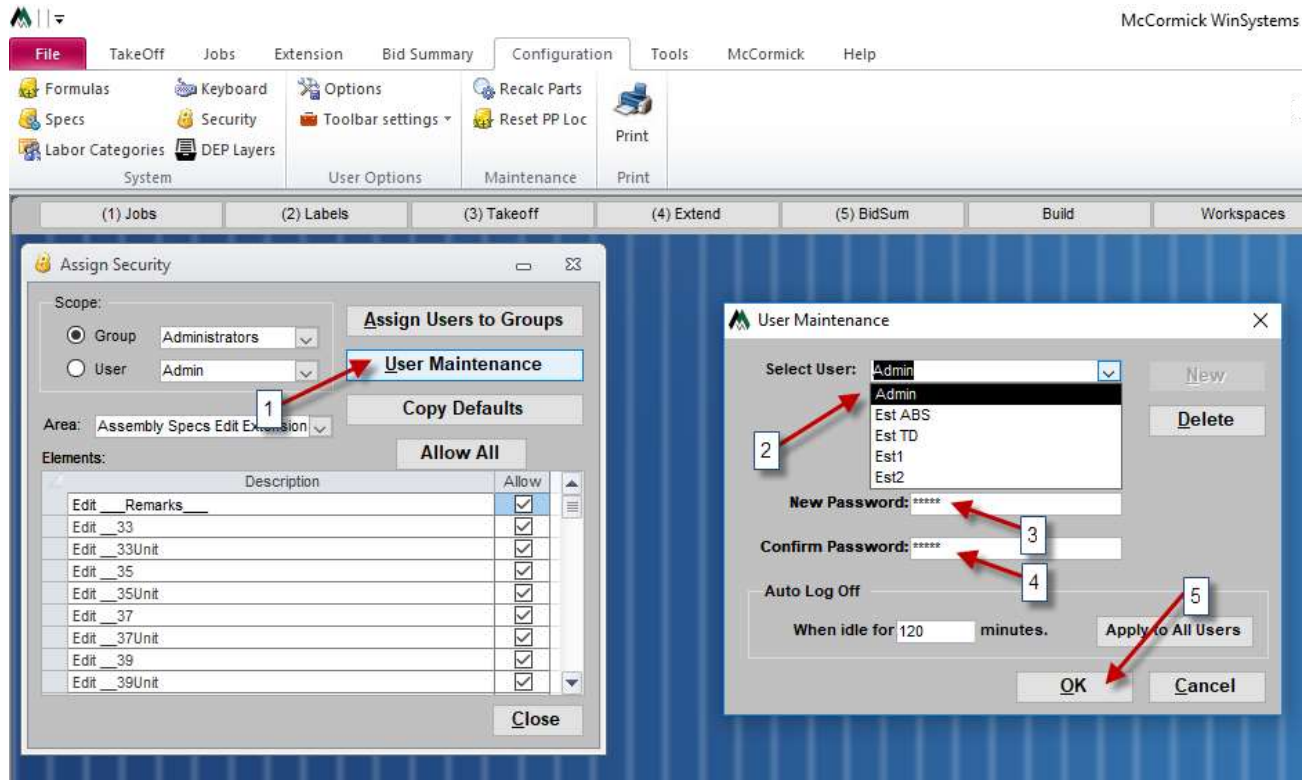 McCormick WinSystems
File TakeOff Jobs Extension Bid Summary Configuration Tools McCormick Help
Formulas Keyboard Options Recalc Parts
Specs Security Toolbar settings Reset PP Loc
Print
Labor Categories DEP Layers
System User Options Maintenance Print
(1) Jobs (2) Labels (3) Takeoff (4) Extend (5) BidSum Build Workspaces
Assign Security
Scope:
Group Administrators
User Admin
Assign Users to Groups
User Maintenance
1
Copy Defaults
Area: Assembly Specs Edit Extension
Allow All
Elements:
Description Allow
Edit ___Remarks___
Edit __33
Edit __33Unit
Edit __35
Edit __35Unit
Edit __37
Edit __37Unit
Edit __39
Edit __39Unit
Close
User Maintenance
Select User: Admin
New
Admin
Est ABS
Est TD
Est1
Est2
Delete
2
New Password: *****
3
Confirm Password: *****
4
Auto Log Off
5
When idle for 120 minutes. Apply to All Users
OK Cancel